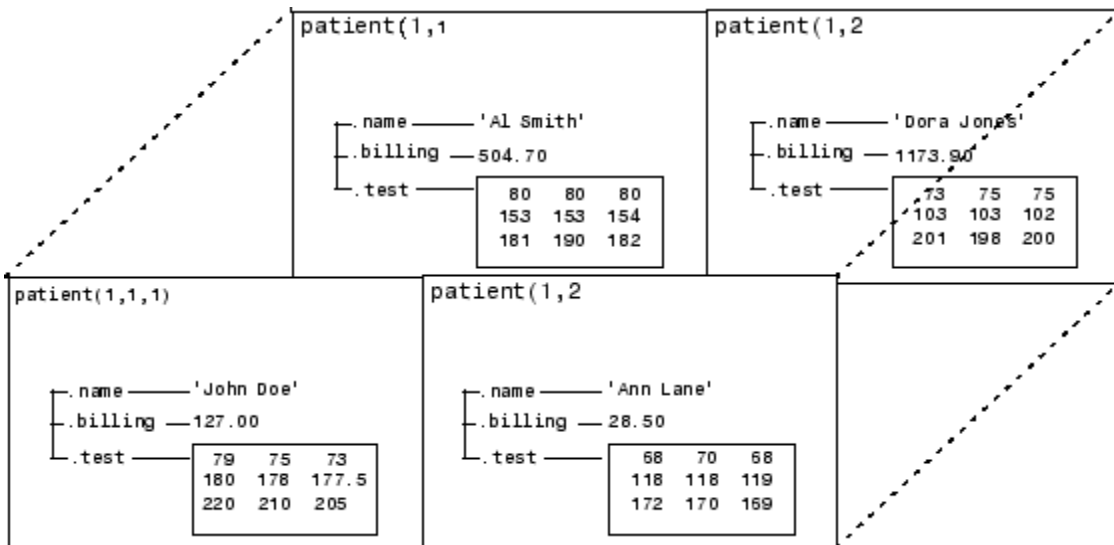 patient(1,1
.name 'Al Smith'
.billing 504.70
.test
80 80 80
153 153 154
181 190 182
patient(1,2
.name 'Dora Jones'
.billing 1173.90
.test
73 75 75
103 103 102
201 198 200
patient(1,1,1)
.name 'John Doe'
.billing 127.00
.test
79 75 73
180 178 177.5
220 210 205
patient(1,2
.name 'Ann Lane'
.billing 28.50
.test
68 70 68
118 118 119
172 170 169